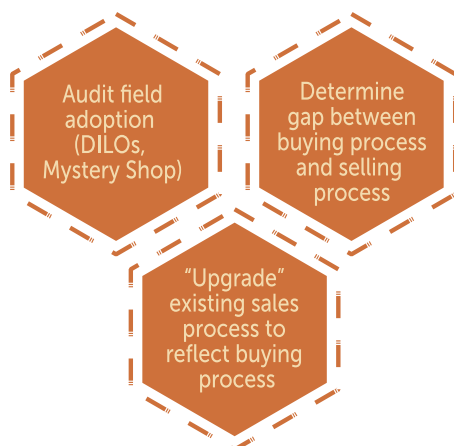 Audit field
adoption
(DILOs,
Mystery Shop)
Determine
gap between
buying process
and selling
process
“Upgrade”
existing sales
process to
reflect buying
process